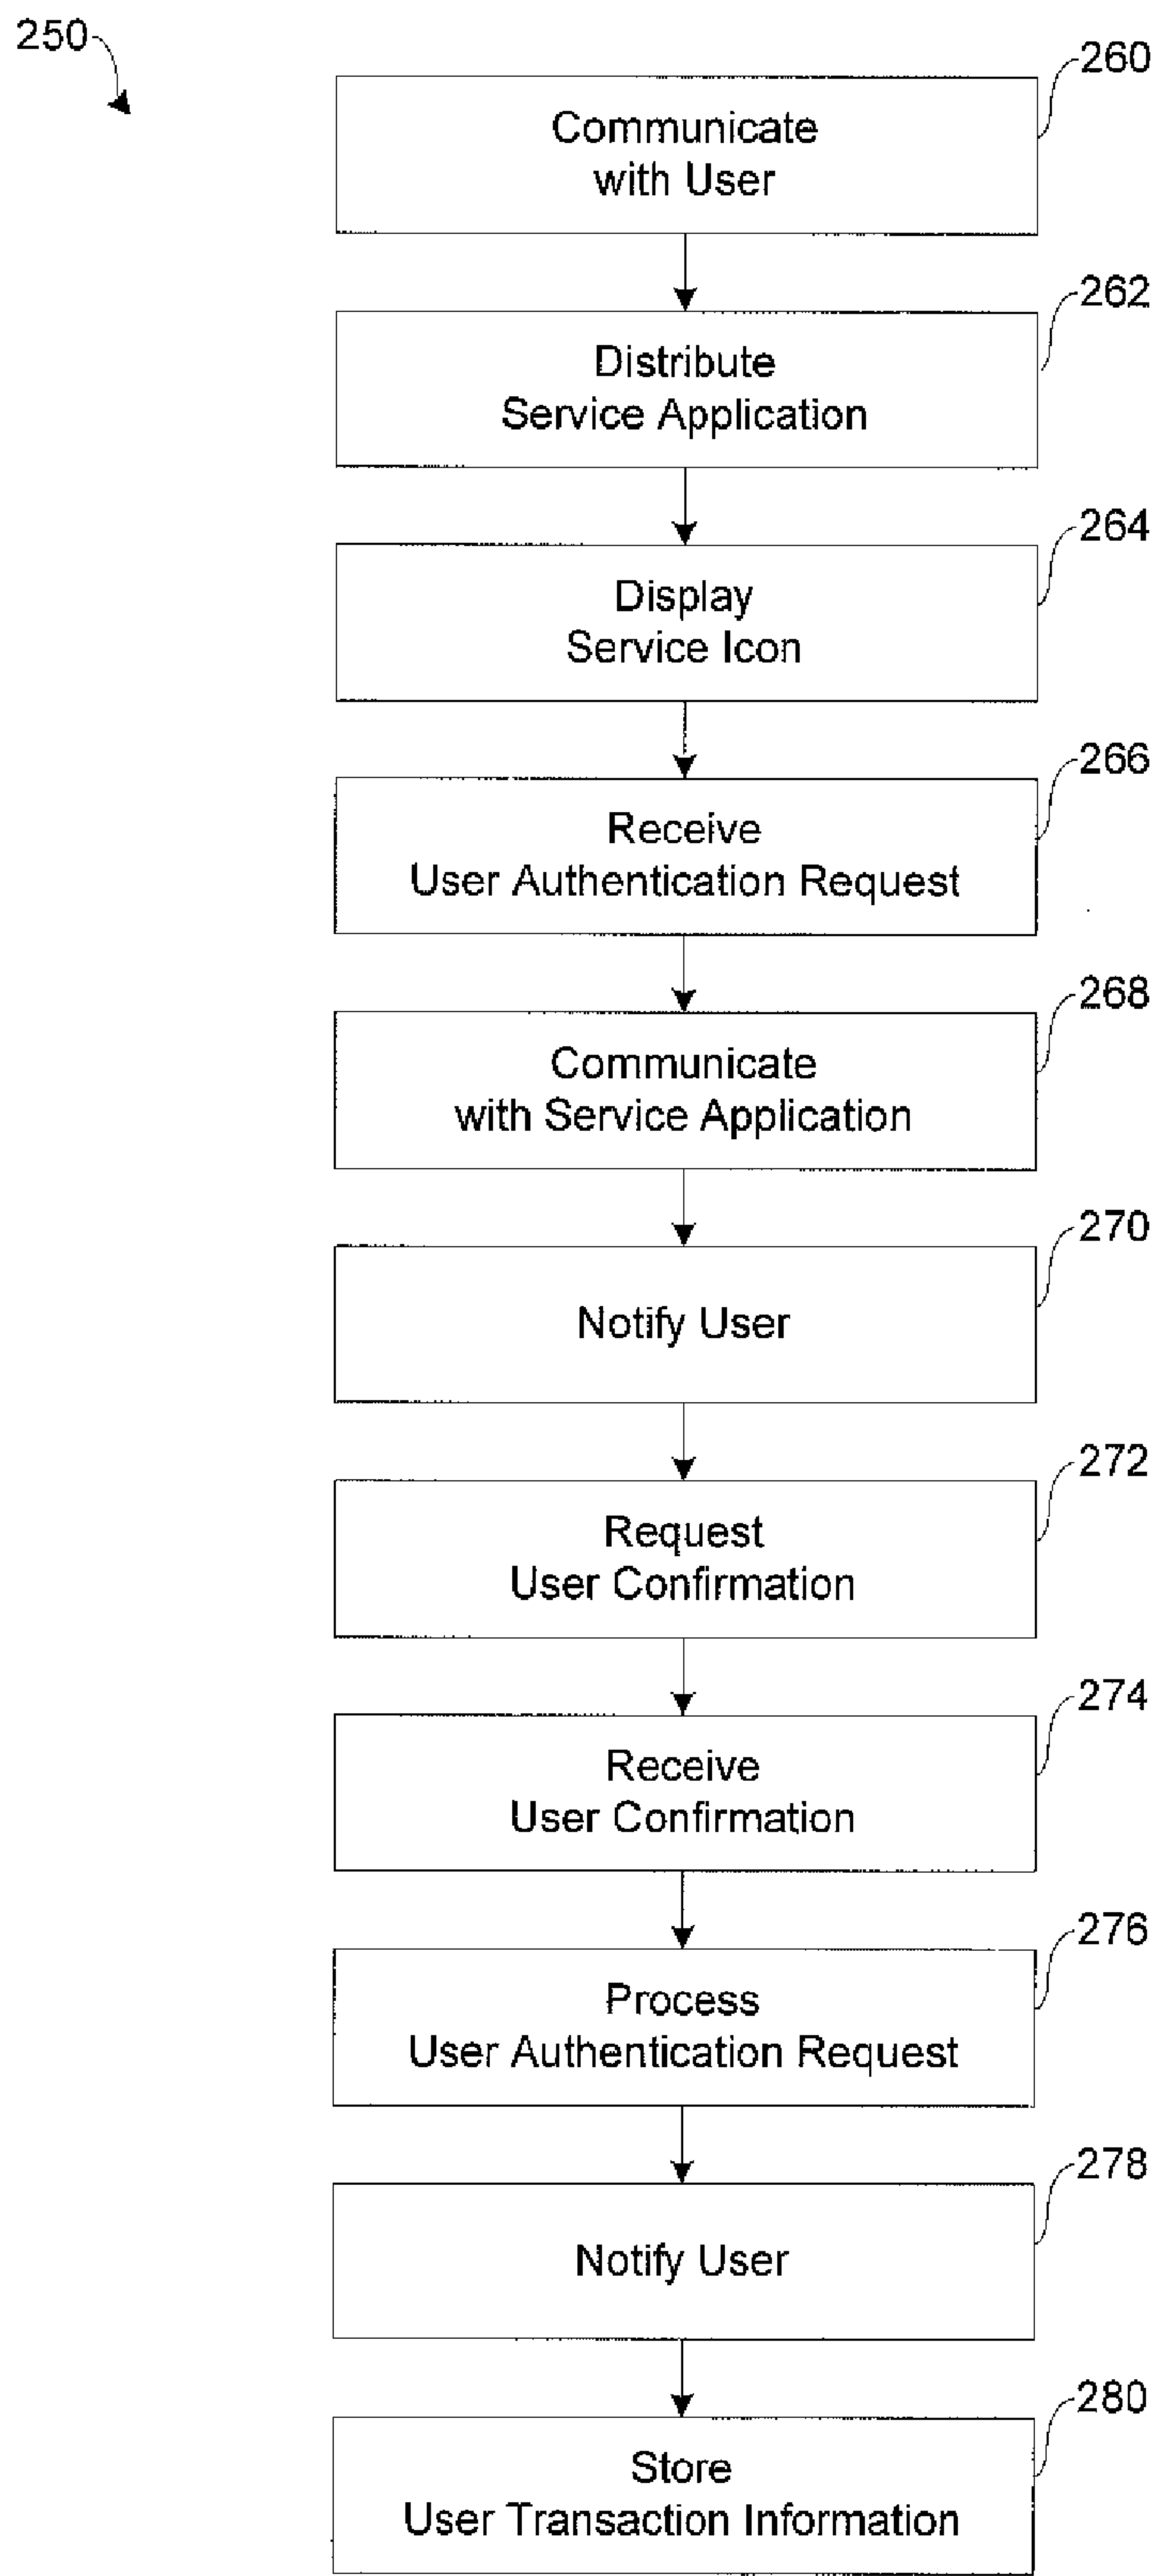 250
260
Communicate
with User
262
Distribute
Service Application
264
Display
Service Icon
266
Receive
User Authentication Request
268
Communicate
with Service Application
270
Notify User
272
Request
User Confirmation
274
Receive
User Confirmation
276
Process
User Authentication Request
278
Notify User
280
Store
User Transaction Information